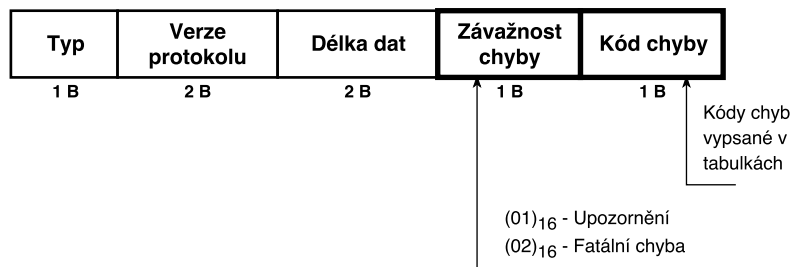 Typ
Verze
protokolu
Délka dat
Závažnost
chyby
Kód chyby
1 B
2 B
2 B
1 B
1 B
Kódy chyb
vypsané v
tabulkách
(01)16 - Upozornění
(02)16 - Fatální chyba